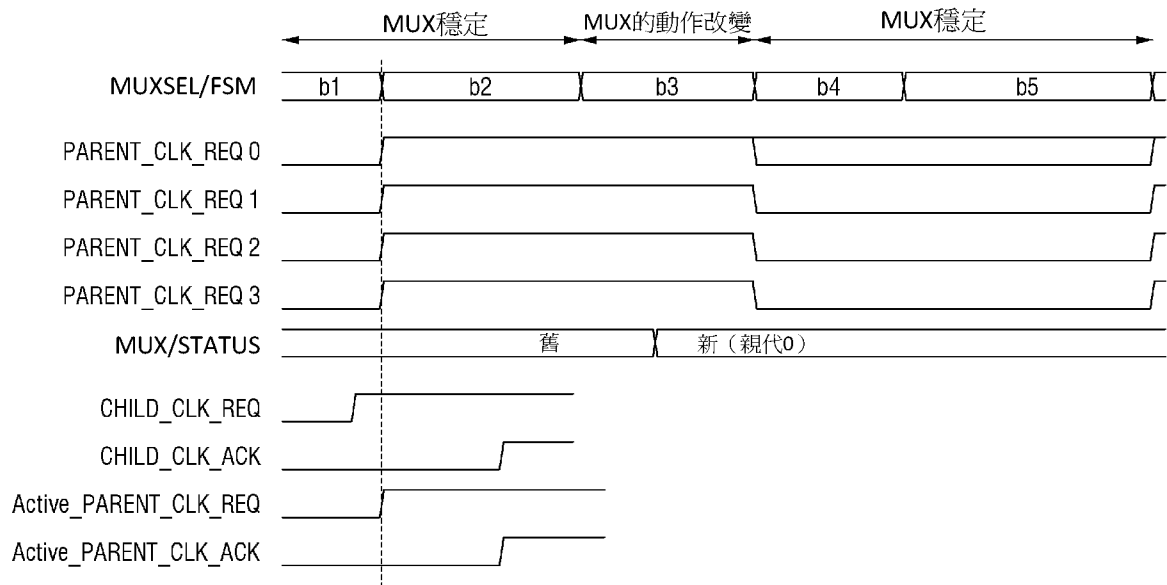 MUX穩定 MUX的動作改變 MUX穩定
MUXSEL/FSM b1 b2 b3 b4 b5
PARENT_CLK_REQ 0
PARENT_CLK_REQ 1
PARENT_CLK_REQ 2
PARENT_CLK_REQ 3
MUX/STATUS 舊 新（親代0）
CHILD_CLK_REQ
CHILD_CLK_ACK
Active_PARENT_CLK_REQ
Active_PARENT_CLK_ACK